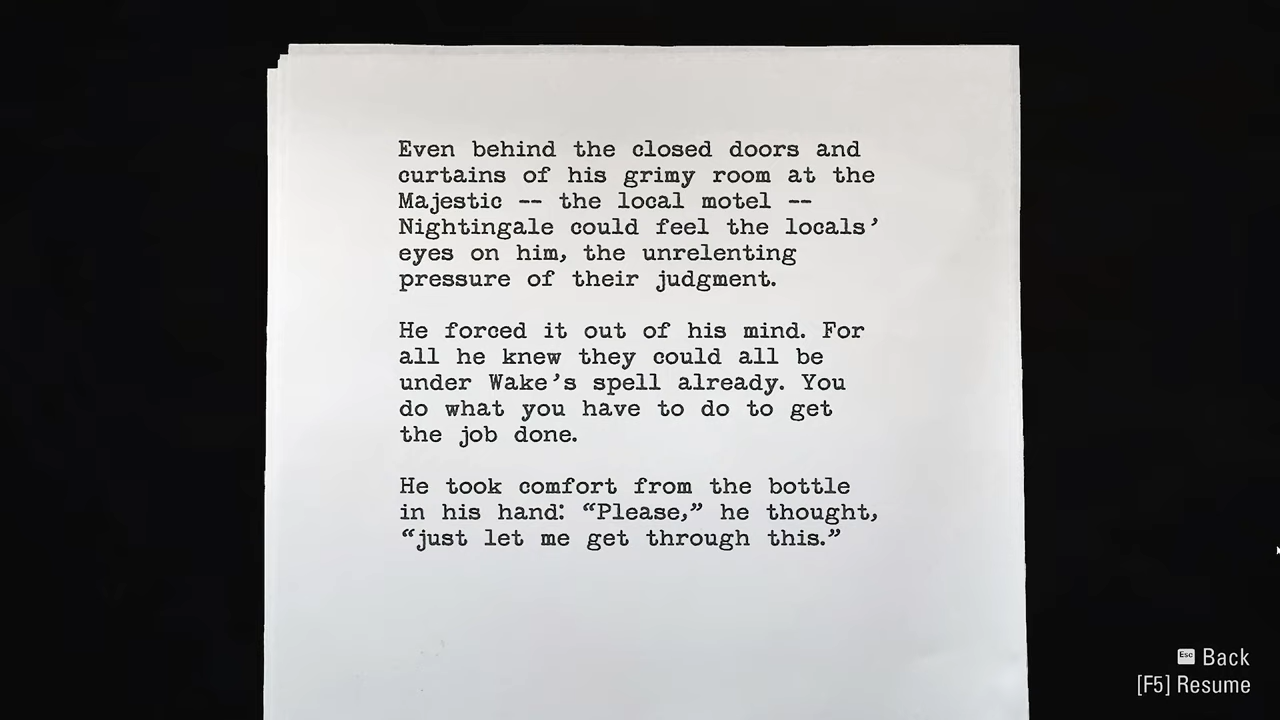 Even behind the closed doors and
curtains of his grimy room at the
Majestic -- the local motel --
Nightingale could feel the locals’
eyes on him, the unrelenting
pressure of their judgment.
He forced it out of his mind. For
all he knew they could all be
under Wake’s spell already. You
do what you have to do to get
the job done.
He took comfort from the bottle
in his hand: “Please,” he thought,
“just let me get through this.”
Esc Back
[F5] Resume